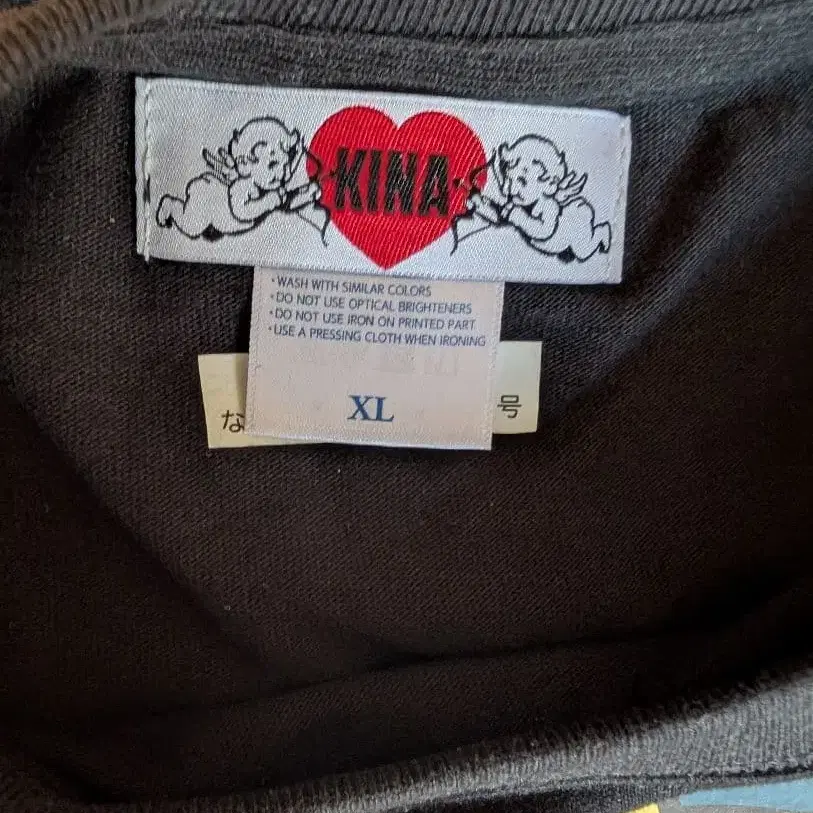 KINA
・WASH WITH SIMILAR COLORS
・DO NOT USE OPTICAL BRIGHTENERS
・DO NOT USE IRON ON PRINTED PART
・USE A PRESSING CLOTH WHEN IRONING
XL
な
号